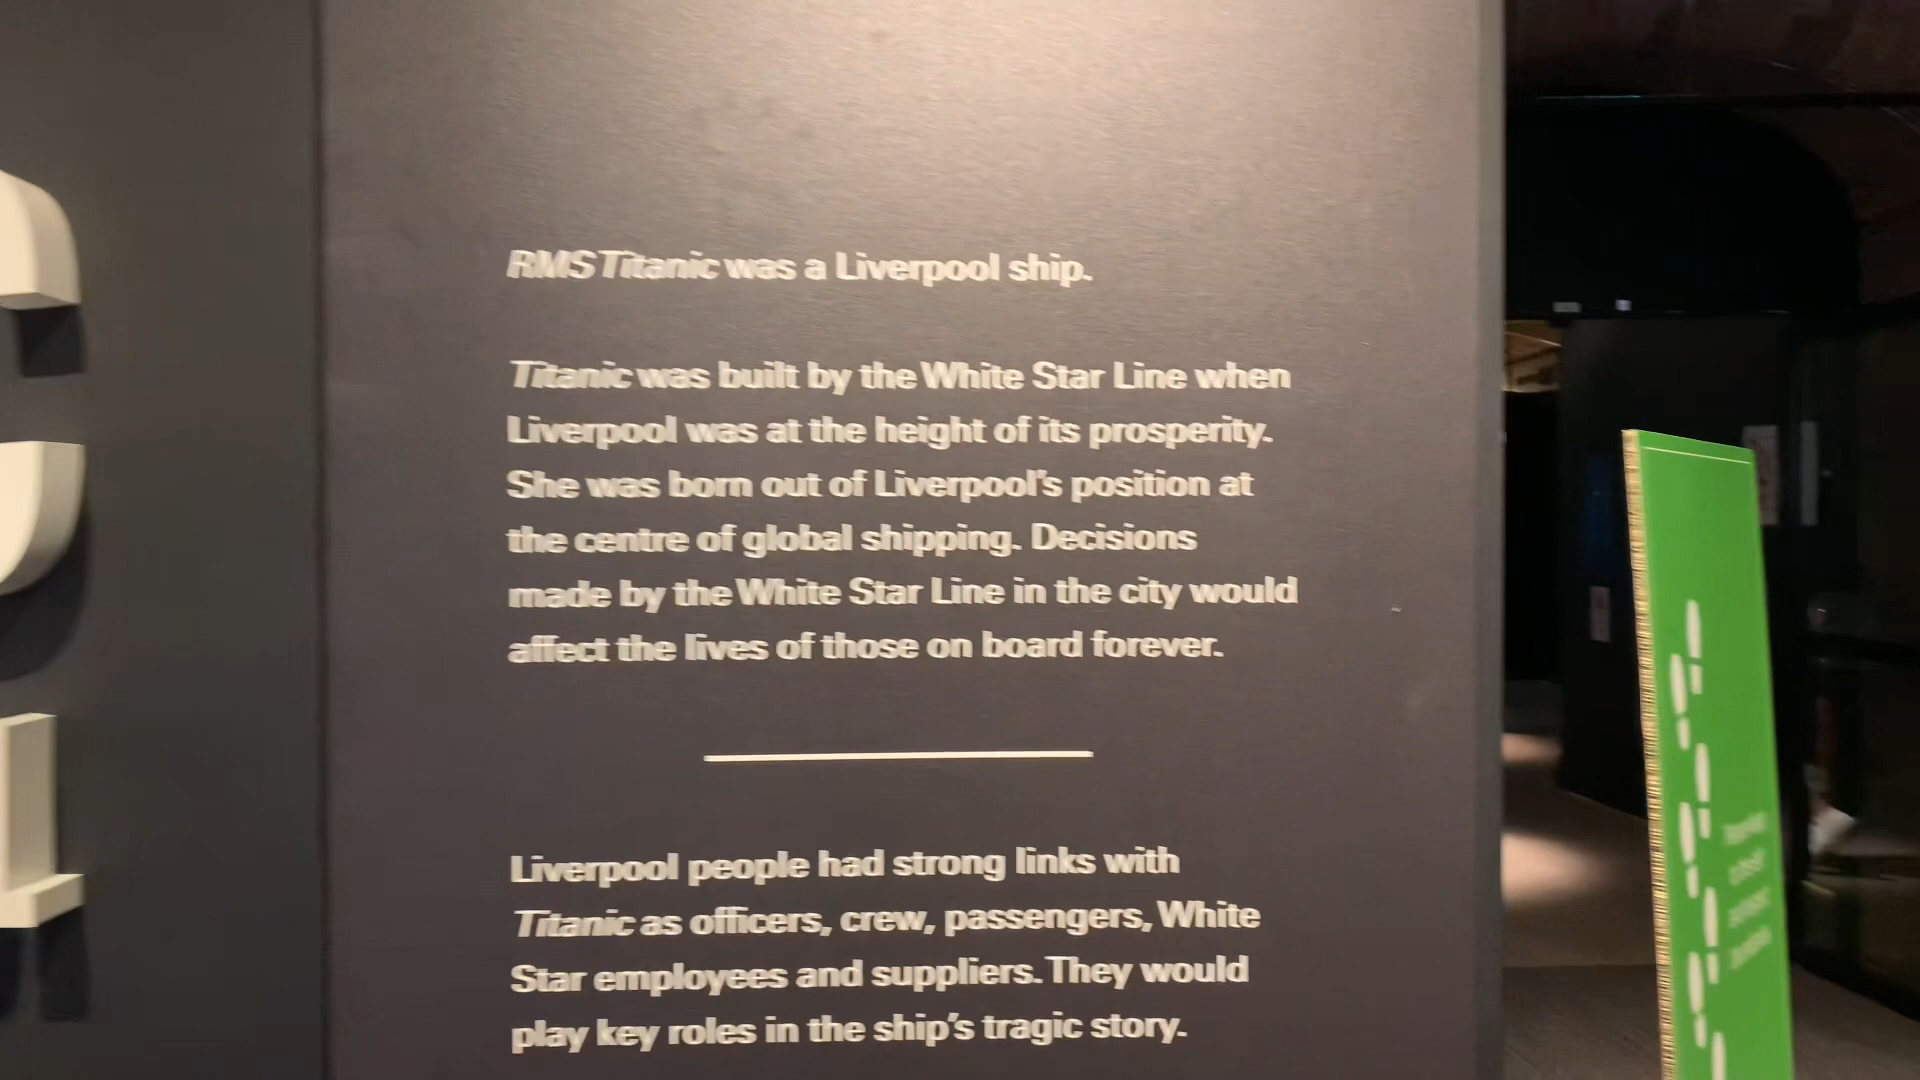 RMS Titanic was a Liverpool ship.
Titanic was built by the White Star Line when
Liverpool was at the height of its prosperity.
She was born out of Liverpool's position at
the centre of global shipping. Decisions
made by the White Star Line in the city would
affect the lives of those on board forever.
Liverpool people had strong links with
Titanic as officers, crew, passengers, White
Star employees and suppliers. They would
play key roles in the ship's tragic story.